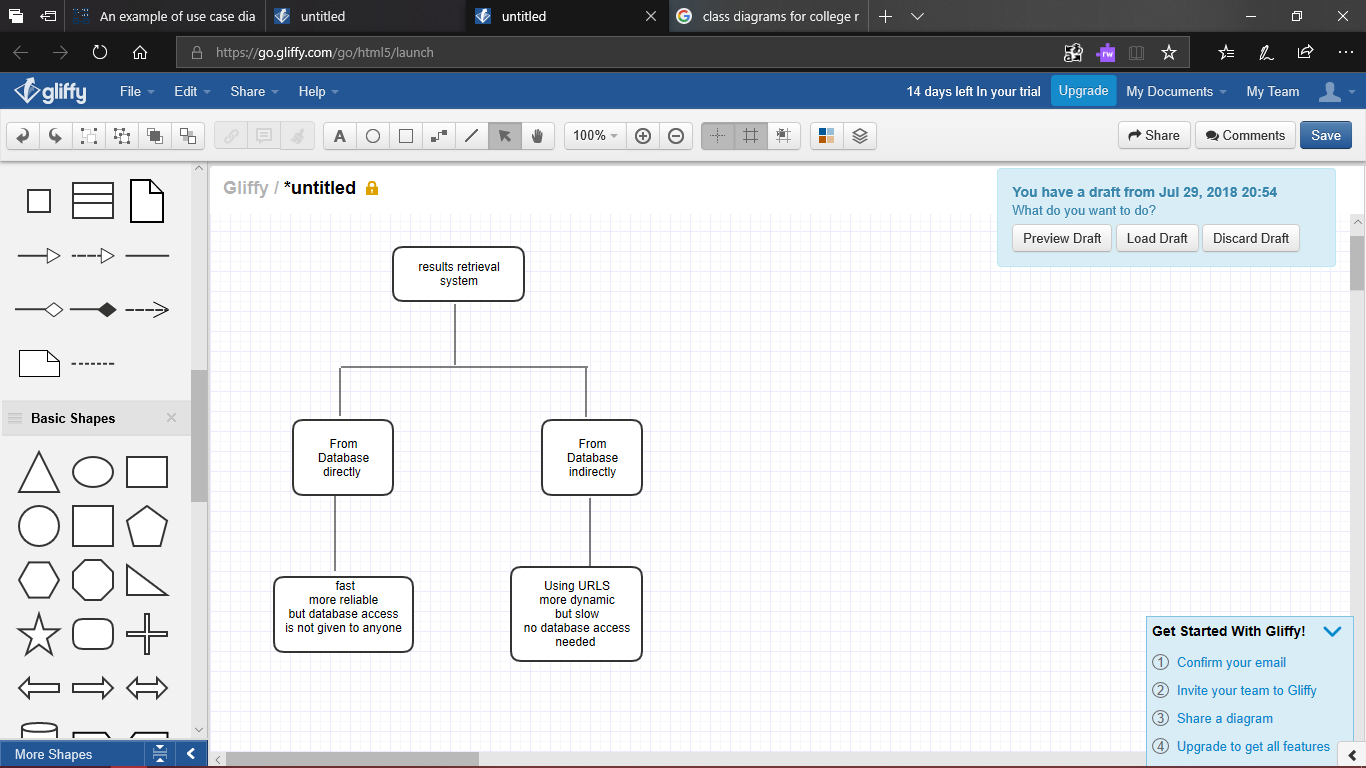 An example of use case dia
untitled
untitled
class diagrams for college r
https://go.gliffy.com/go/html5/launch
rw
gliffy
File
Edit
Share
Help
14 days left In your trial
Upgrade
My Documents
My Team
A
100%
Share
Comments
Save
Gliffy / *untitled
You have a draft from Jul 29, 2018 20:54
What do you want to do?
Preview Draft
Load Draft
Discard Draft
Basic Shapes
results retrieval
system
From
Database
directly
From
Database
indirectly
fast
more reliable
but database access
is not given to anyone
Using URLS
more dynamic
but slow
no database access
needed
Get Started With Gliffy!
1 Confirm your email
2 Invite your team to Gliffy
3 Share a diagram
4 Upgrade to get all features
More Shapes